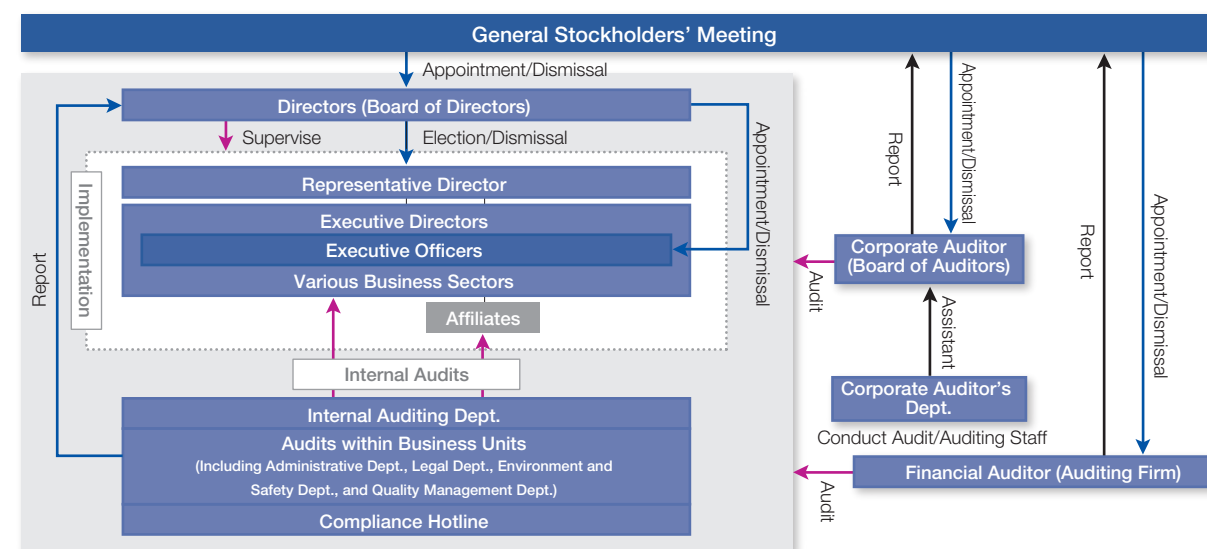 General Stockholders' Meeting
Appointment/Dismissal
Directors (Board of Directors)
Supervise
Election/Dismissal
Implementation
Representative Director
Executive Directors
Executive Officers
Various Business Sectors
Affiliates
Appointment/Dismissal
Report
Internal Audits
Internal Auditing Dept.
Audits within Business Units
(Including Administrative Dept., Legal Dept., Environment and
Safety Dept., and Quality Management Dept.)
Compliance Hotline
Report
Appointment/Dismissal
Corporate Auditor
(Board of Auditors)
Audit
Assistant
Corporate Auditor's
Dept.
Conduct Audit/Auditing Staff
Report
Appointment/Dismissal
Financial Auditor (Auditing Firm)
Audit